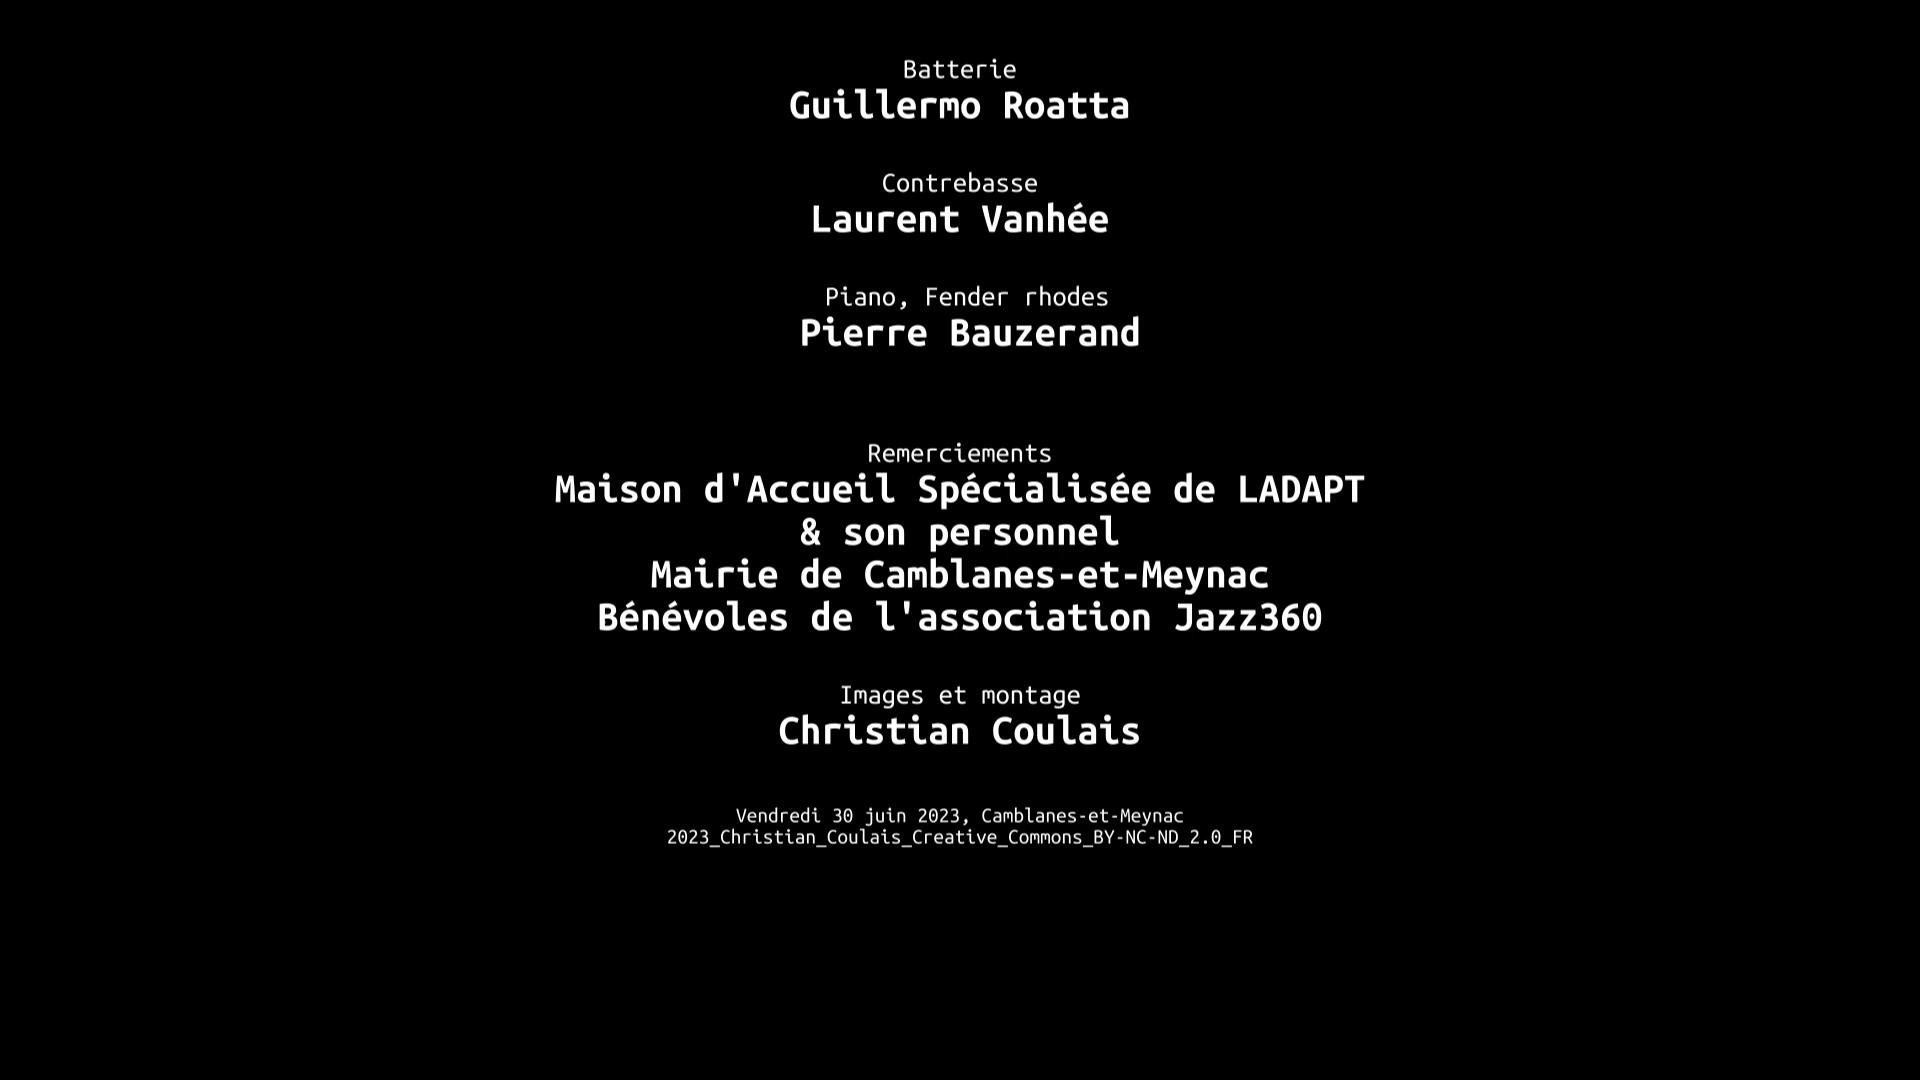 Batterie
Guillermo Roatta
Contrebasse
Laurent Vanhée
Piano, Fender rhodes
Pierre Bauzerand
Remerciements
Maison d'Accueil Spécialisée de LADAPT
& son personnel
Mairie de Camblanes-et-Meynac
Bénévoles de l'association Jazz360
Images et montage
Christian Coulais
Vendredi 30 juin 2023, Camblanes-et-Meynac
2023_Christian_Coulais_Creative_Commons_BY-NC-ND_2.0_FR